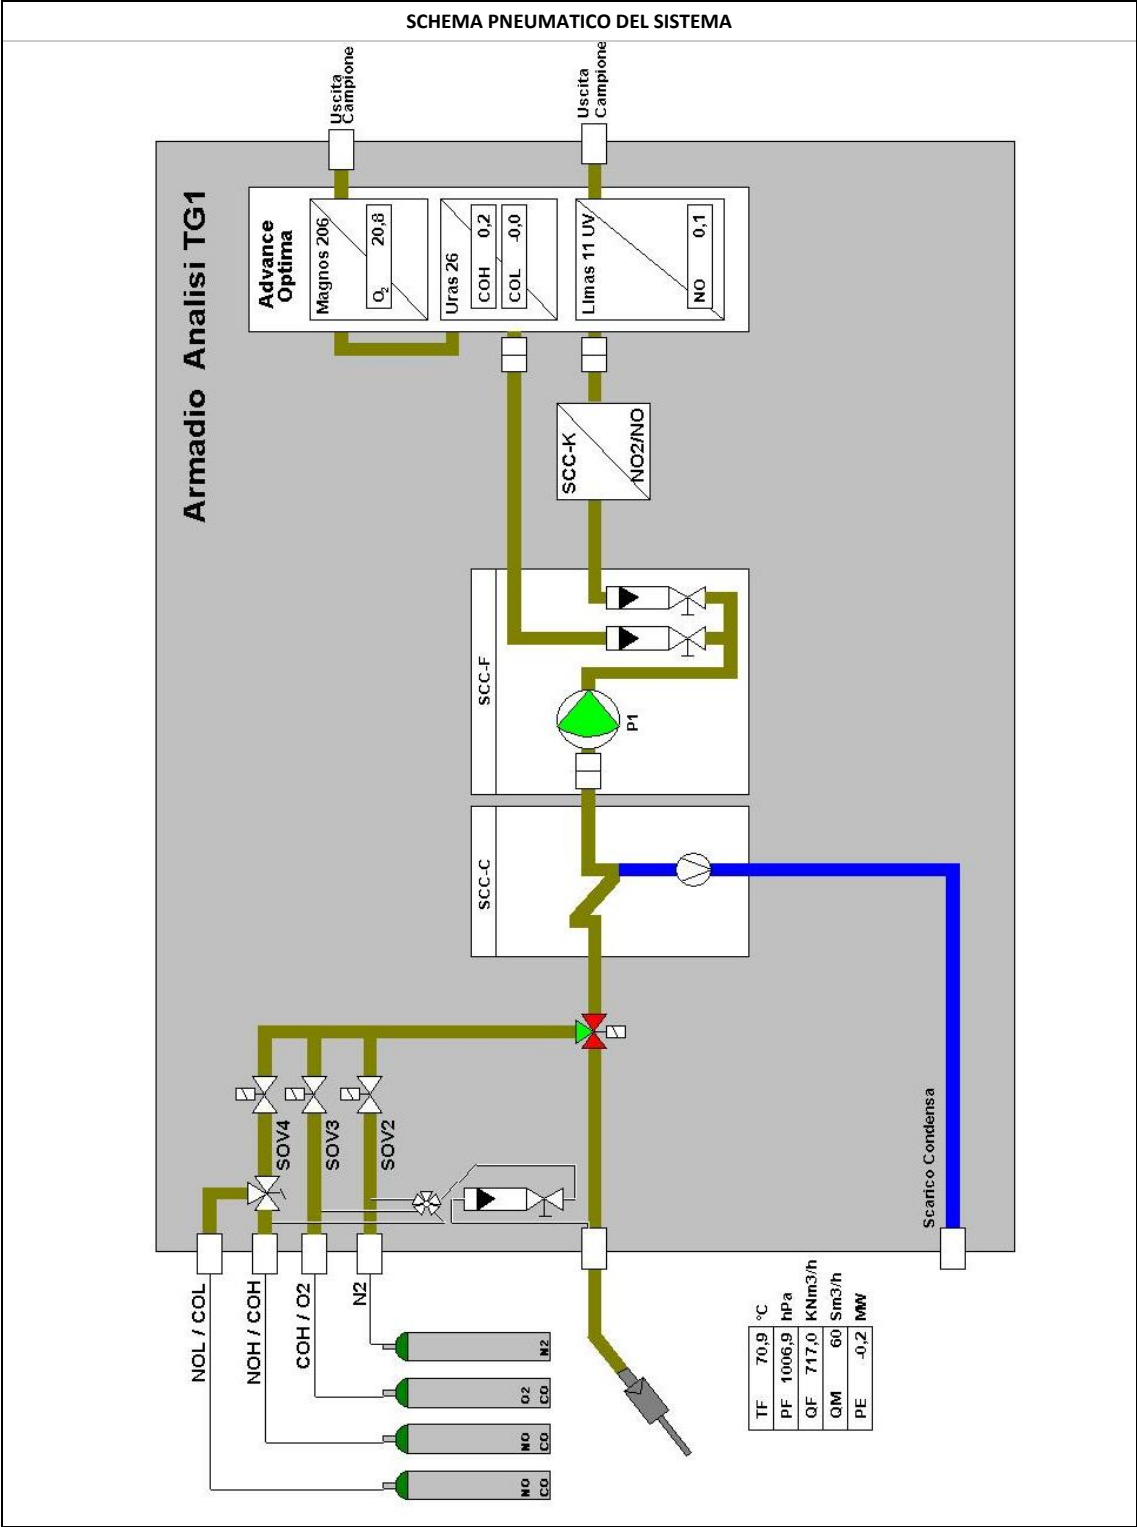 SCHEMA PNEUMATICO DEL SISTEMA
Armadio Analisi TG1
Uscita
Campione
Uscita
Campione
Advance
Optima
Magnos 206
O2 20,8
Uras 26
COH 0,2
COL -0,0
LImas 11 UV
NO 0,1
SCC-K
NO2/NO
SCC-F
P1
SCC-C
SOV4
SOV3
SOV2
Scarico Condensa
NOL / COL
NOH / COH
COH / O2
N2
N2
O2
CO
NO
CO
NO
CO
TF 70,9 °C
PF 1006,9 hPa
QF 717,0 KNm3/h
QM 60 Sm3/h
PE -0,2 MW